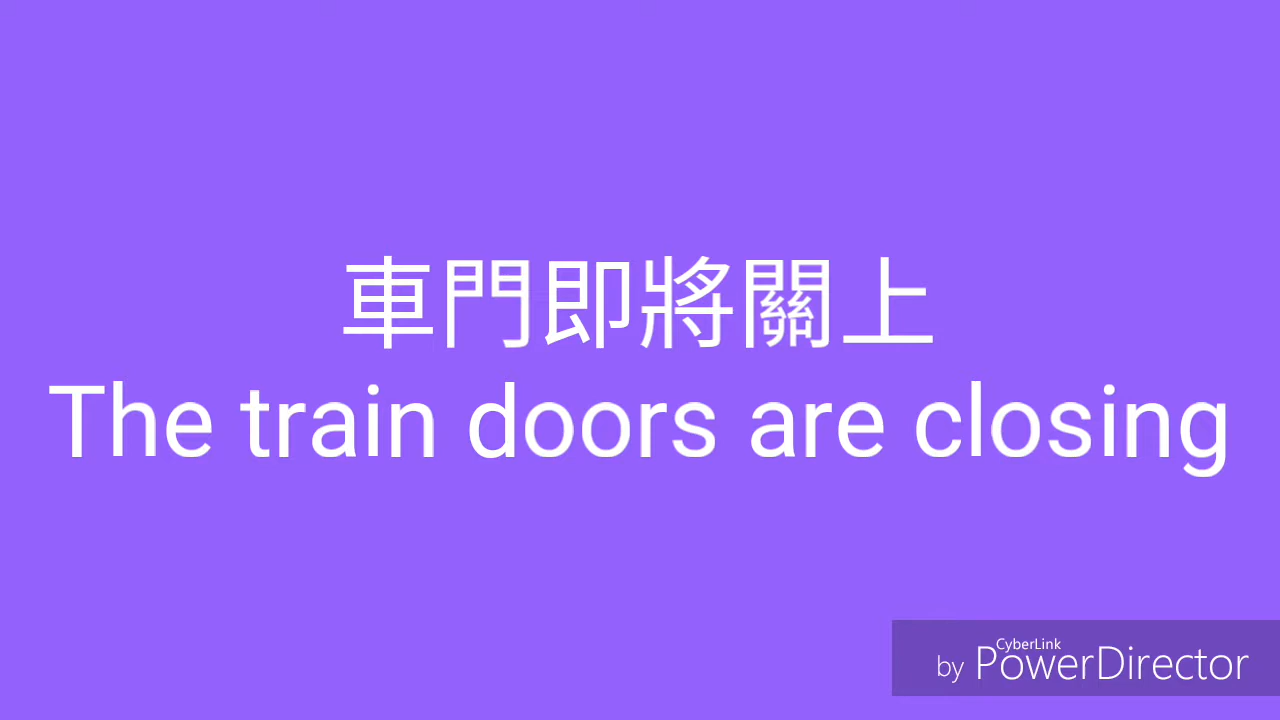 車門即將關上
The train doors are closing
CyberLink
by PowerDirector